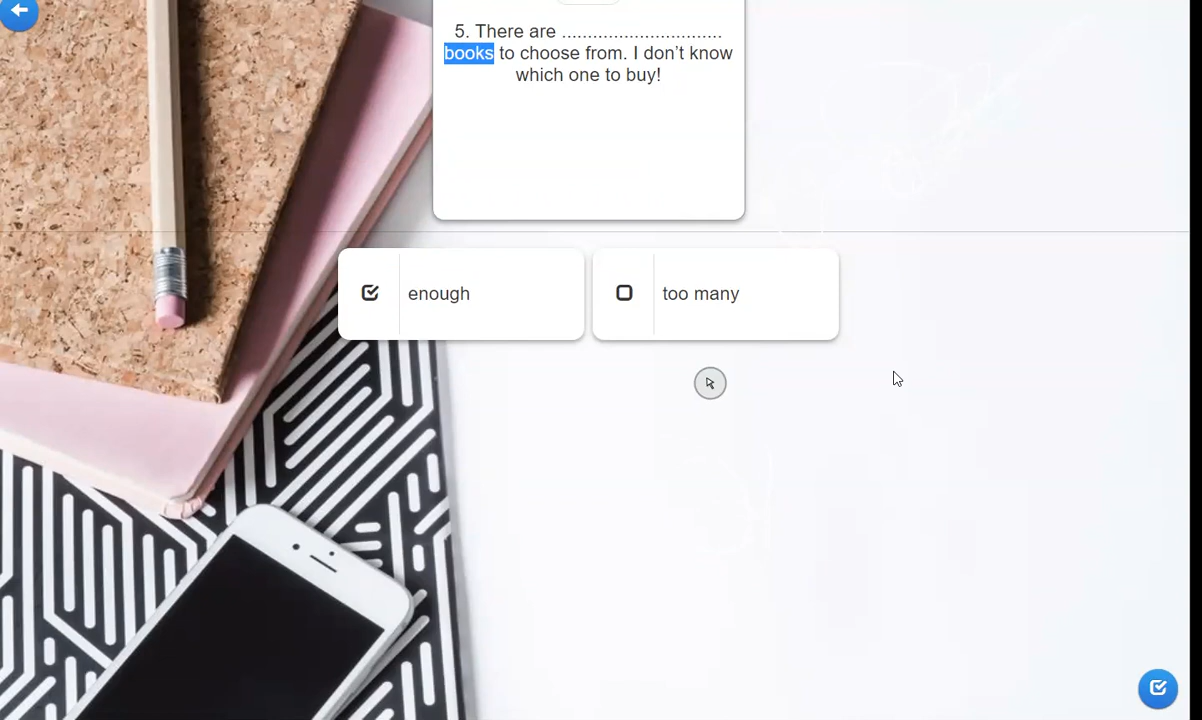 5. There are ...............................
books to choose from. I don’t know
which one to buy!
enough
too many